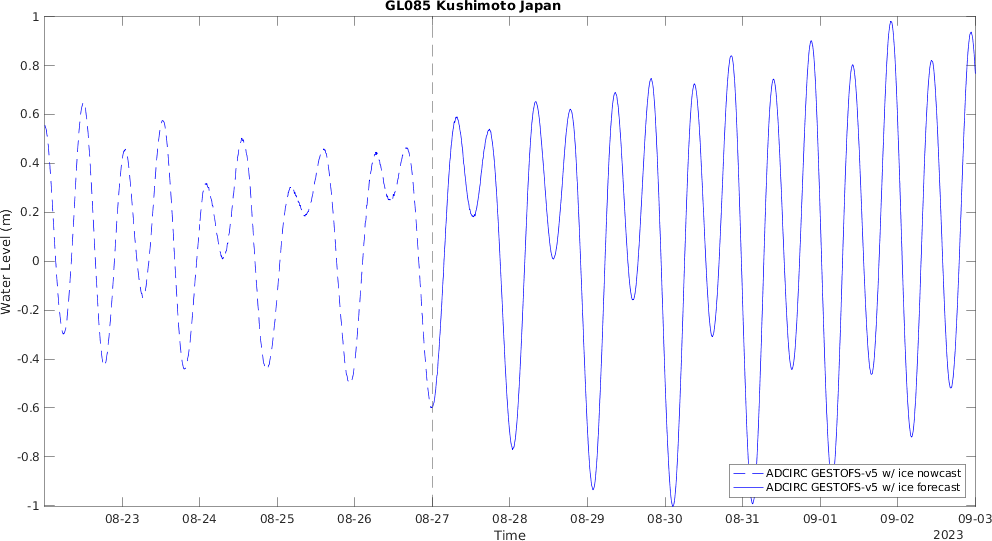 GL085 Kushimoto Japan
1
0.8
0.6
0.4
0.2
0
-0.2
-0.4
-0.6
-0.8
-1
Water Level (m)
ADCIRC GESTOFS-v5 w/ ice nowcast
ADCIRC GESTOFS-v5 w/ ice forecast
08-23 08-24 08-25 08-26 08-27 08-28 08-29 08-30 08-31 09-01 09-02 09-03
Time
2023